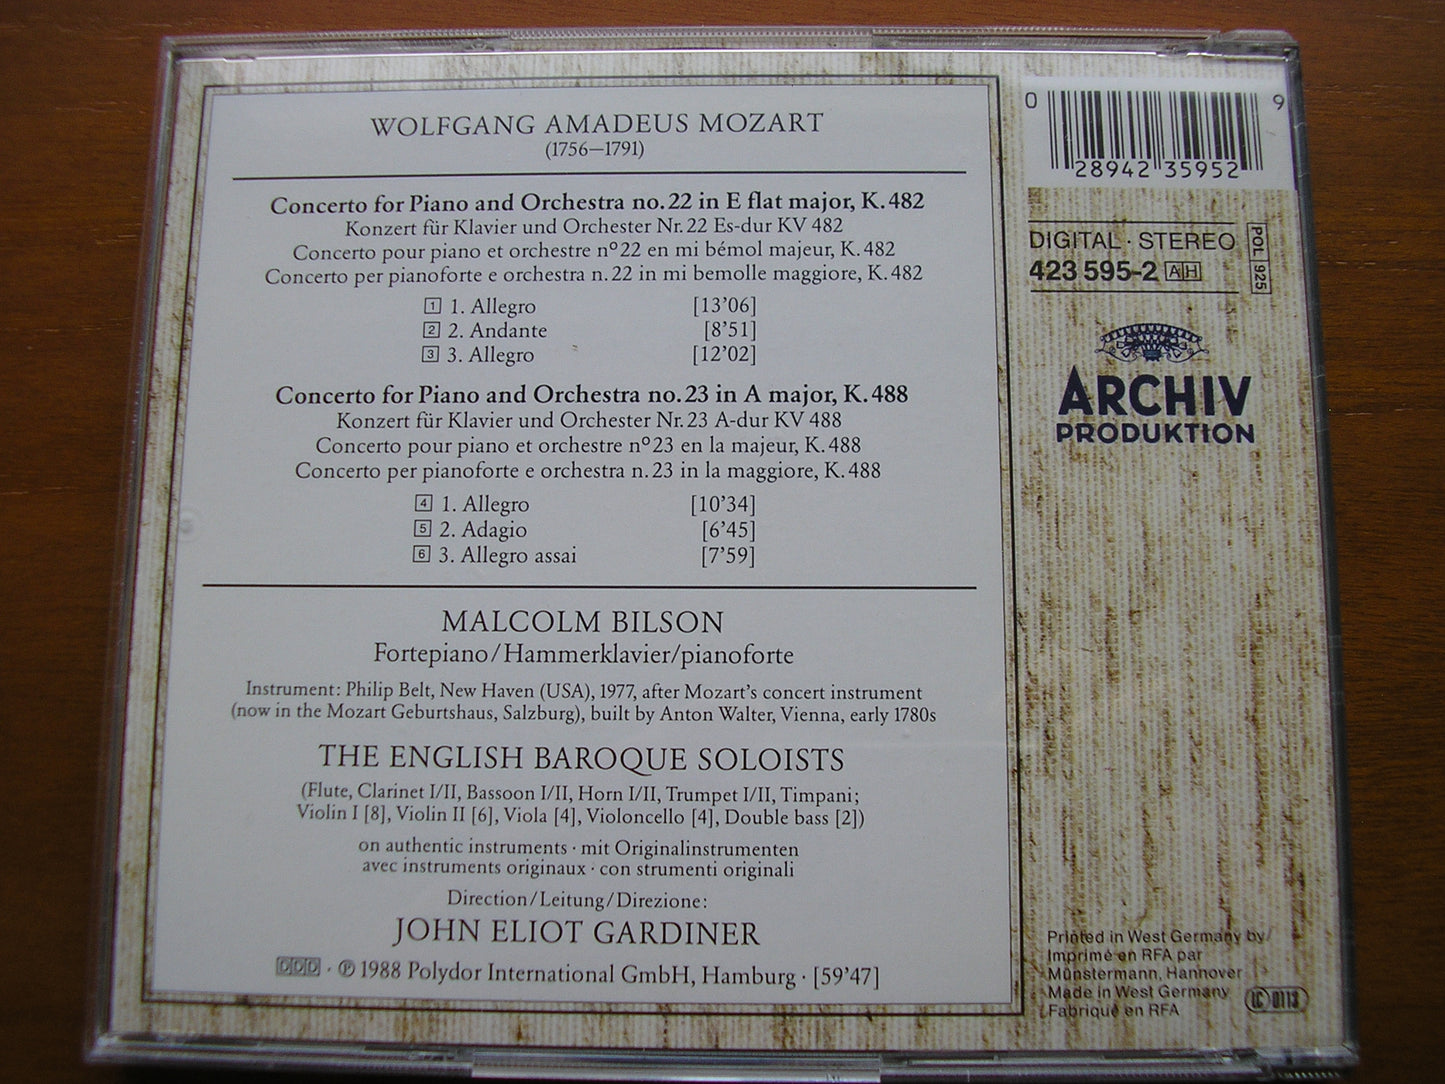 WOLFGANG AMADEUS MOZART
(1756–1791)
Concerto for Piano and Orchestra no. 22 in E flat major, K. 482
Konzert für Klavier und Orchester Nr. 22 Es-dur KV 482
Concerto pour piano et orchestre nº 22 en mi bémol majeur, K. 482
Concerto per pianoforte e orchestra n. 22 in mi bemolle maggiore, K. 482
1 1. Allegro [13'06]
2 2. Andante [8'51]
3 3. Allegro [12'02]
Concerto for Piano and Orchestra no. 23 in A major, K. 488
Konzert für Klavier und Orchester Nr. 23 A-dur KV 488
Concerto pour piano et orchestre nº 23 en la majeur, K. 488
Concerto per pianoforte e orchestra n. 23 in la maggiore, K. 488
4 1. Allegro [10'34]
5 2. Adagio [6'45]
6 3. Allegro assai [7'59]
MALCOLM BILSON
Fortepiano/Hammerklavier/pianoforte
Instrument: Philip Belt, New Haven (USA), 1977, after Mozart's concert instrument
(now in the Mozart Geburtshaus, Salzburg), built by Anton Walter, Vienna, early 1780s
THE ENGLISH BAROQUE SOLOISTS
(Flute, Clarinet I/II, Bassoon I/II, Horn I/II, Trumpet I/II, Timpani;
Violin I [8], Violin II [6], Viola [4], Violoncello [4], Double bass [2])
on authentic instruments · mit Originalinstrumenten
avec instruments originaux · con strumenti originali
Direction/Leitung/Direzione:
JOHN ELIOT GARDINER
DDD · ℗ 1988 Polydor International GmbH, Hamburg · [59'47]
0 28942 35952 9
DIGITAL · STEREO
423 595-2 AH
POL 925
ARCHIV
PRODUKTION
Printed in West Germany by/
Imprimé en RFA par
Münstermann, Hannover
Made in West Germany
Fabriqué en RFA
LC 0113